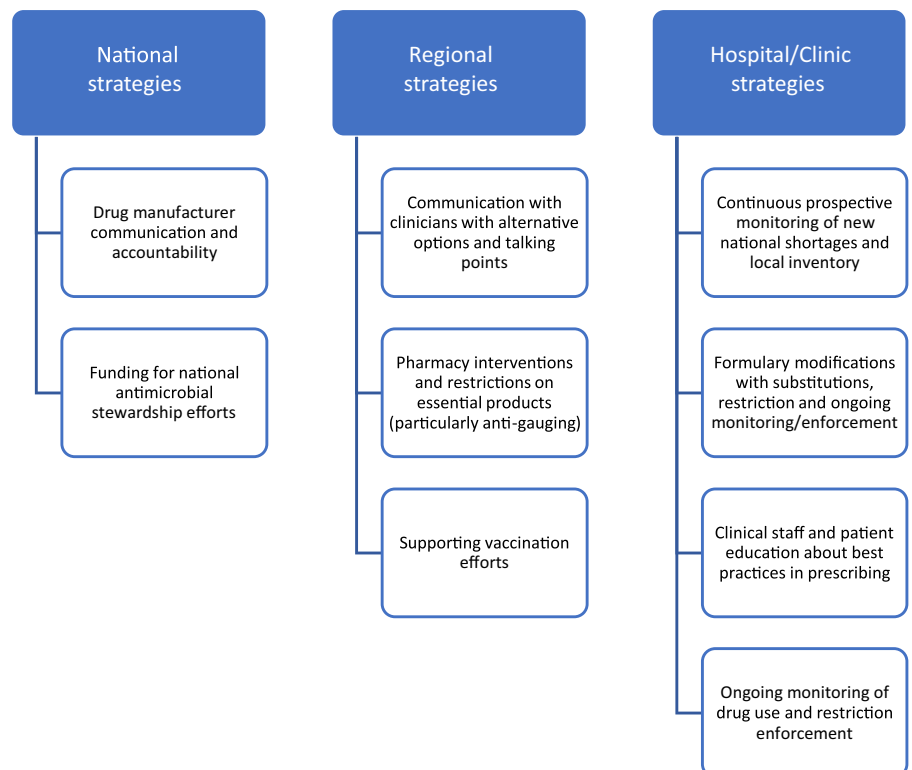 National
strategies
Drug manufacturer
communication and
accountability
Funding for national
antimicrobial
stewardship efforts
Regional
strategies
Communication with
clinicians with alternative
options and talking
points
Pharmacy interventions
and restrictions on
essential products
(particularly anti-gauging)
Supporting vaccination
efforts
Hospital/Clinic
strategies
Continuous prospective
monitoring of new
national shortages and
local inventory
Formulary modifications
with substitutions,
restriction and ongoing
monitoring/enforcement
Clinical staff and patient
education about best
practices in prescribing
Ongoing monitoring of
drug use and restriction
enforcement